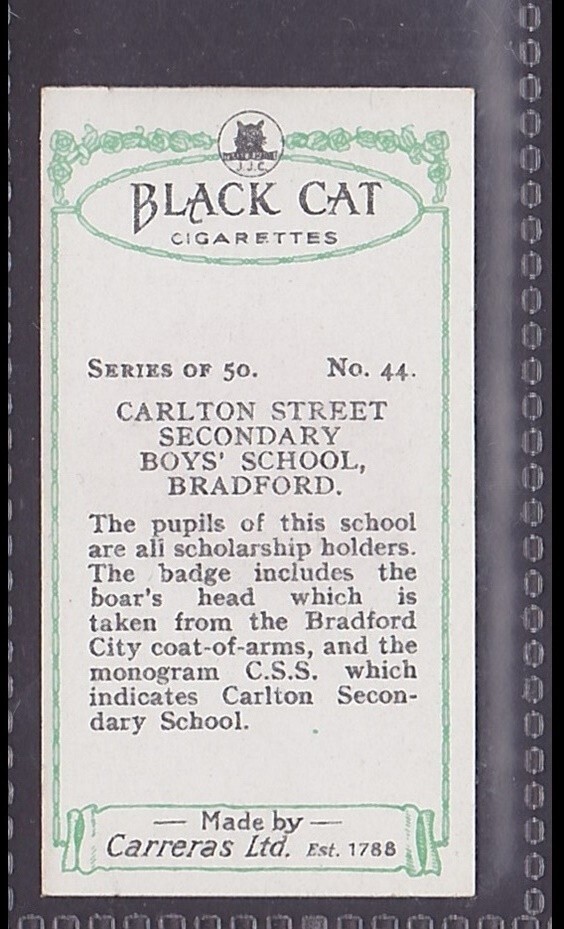 J.J.C.
BLACK CAT
CIGARETTES
SERIES OF 50. No. 44.
CARLTON STREET
SECONDARY
BOYS' SCHOOL,
BRADFORD.
The pupils of this school
are all scholarship holders.
The badge includes the
boar's head which is
taken from the Bradford
City coat-of-arms, and the
monogram C.S.S. which
indicates Carlton Secon-
dary School.
— Made by —
Carreras Ltd. Est. 1788